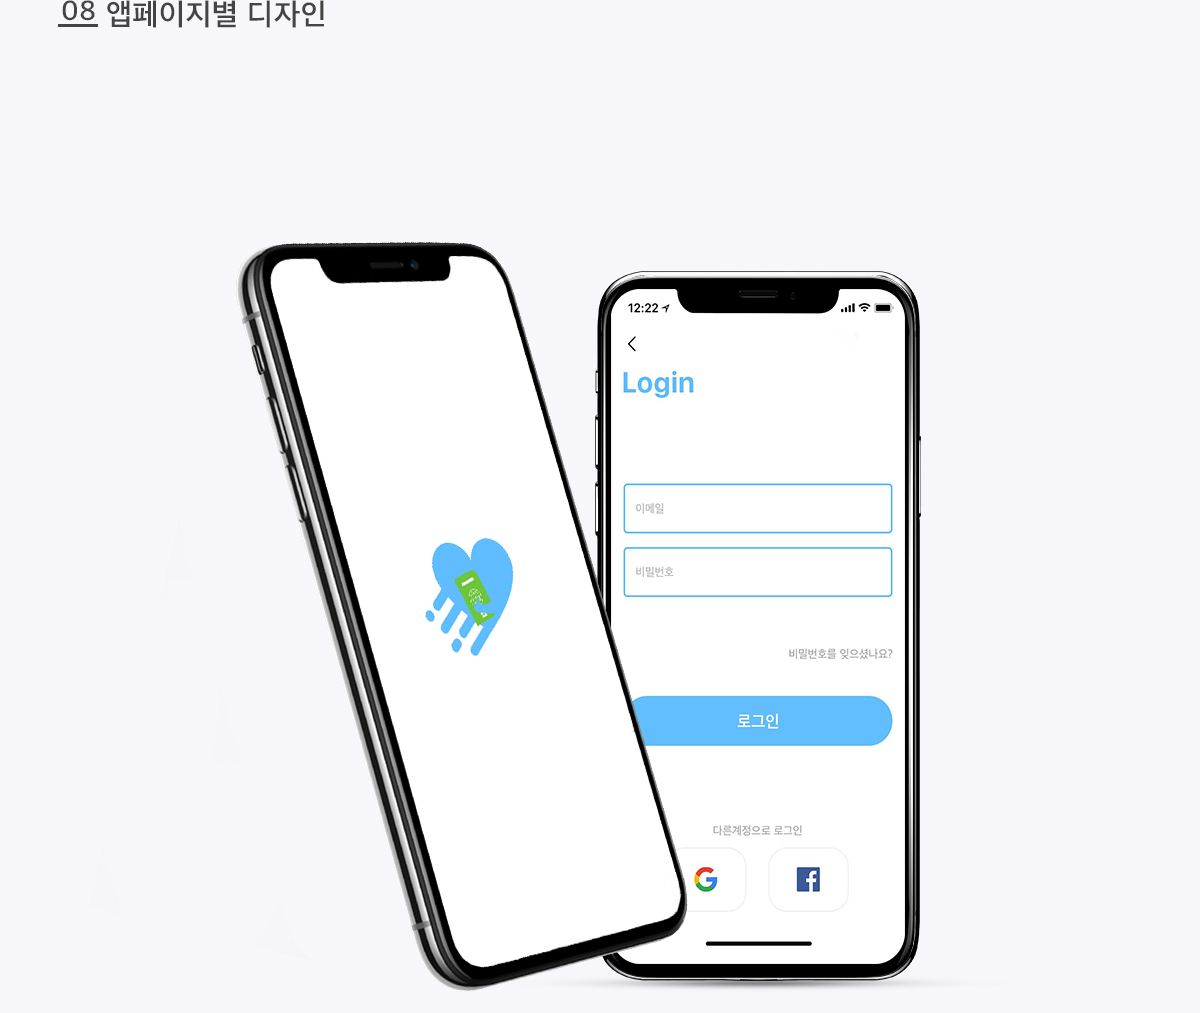 08 앱페이지별 디자인
12:22
Login
이메일
비밀번호
비밀번호를 잊으셨나요?
로그인
다른계정으로 로그인